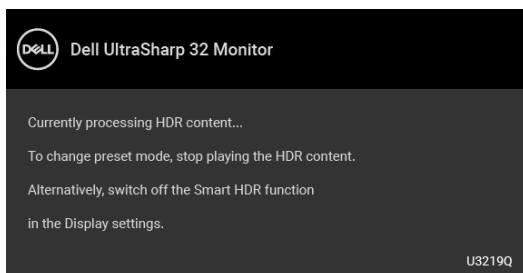 DELL Dell UltraSharp 32 Monitor
Currently processing HDR content...
To change preset mode, stop playing the HDR content.
Alternatively, switch off the Smart HDR function
in the Display settings.
U3219Q